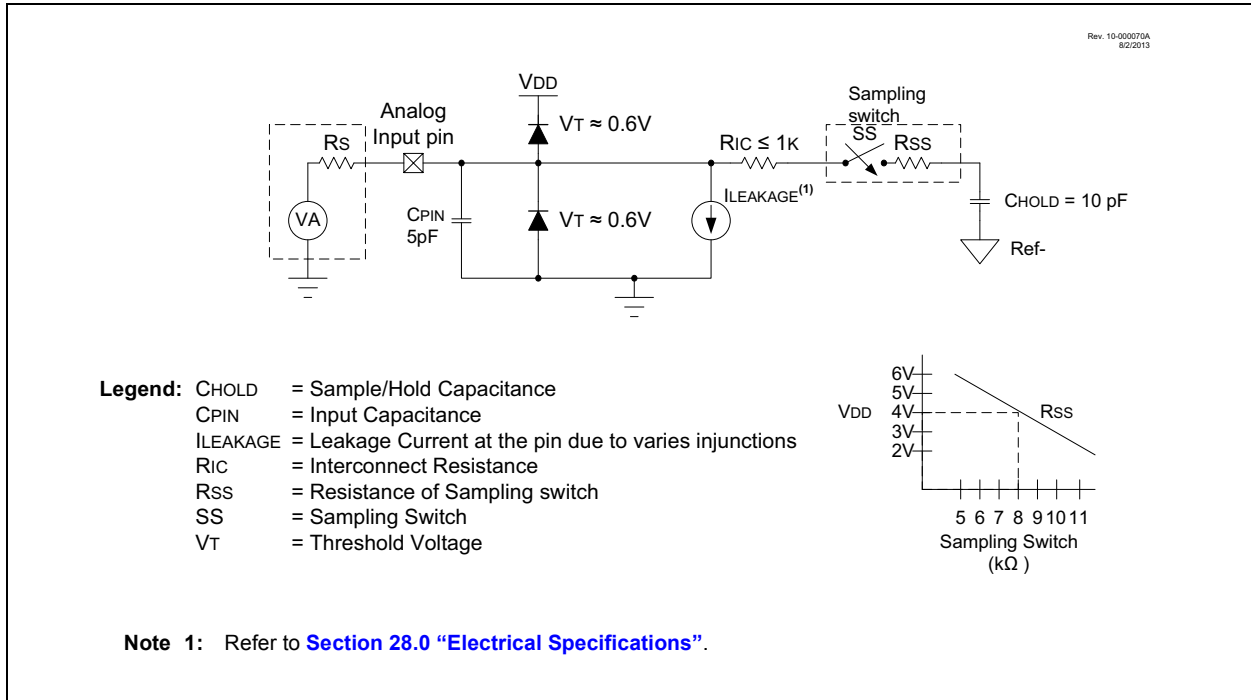 Rev. 10-000070A
8/2/2013
VDD
Analog
Input pin
VT ≈ 0.6V
Sampling
switch
RS
RIC ≤ 1K
SS
RSS
VA
CPIN
5pF
VT ≈ 0.6V
ILEAKAGE(1)
CHOLD = 10 pF
Ref-
Legend: CHOLD = Sample/Hold Capacitance
CPIN = Input Capacitance
ILEAKAGE = Leakage Current at the pin due to varies injunctions
RIC = Interconnect Resistance
RSS = Resistance of Sampling switch
SS = Sampling Switch
VT = Threshold Voltage
6V
5V
VDD 4V RSS
3V
2V
5 6 7 8 9 10 11
Sampling Switch
(kΩ )
Note 1: Refer to Section 28.0 “Electrical Specifications”.